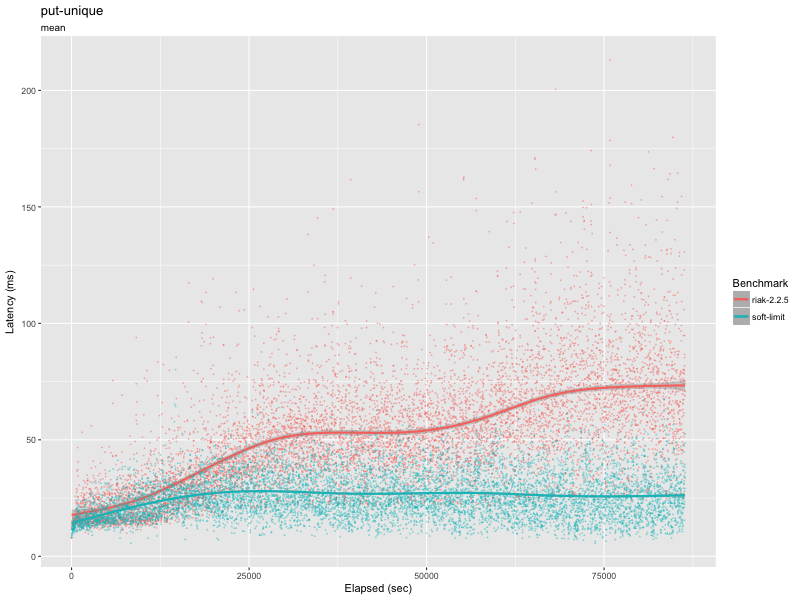 put-unique
mean
Latency (ms)
200
150
100
50
0
0 25000 50000 75000
Elapsed (sec)
Benchmark
riak-2.2.5
soft-limit